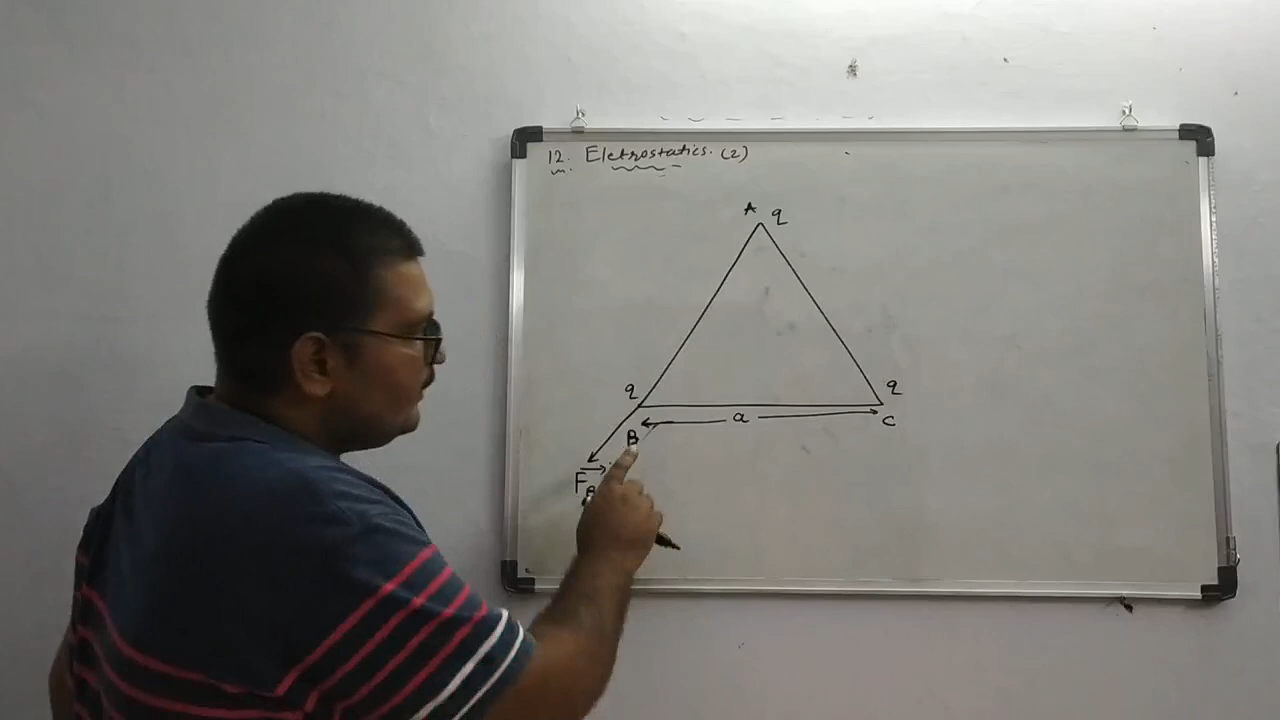 12. Eletrostatics. (2)
A q
q q
a
B C
F